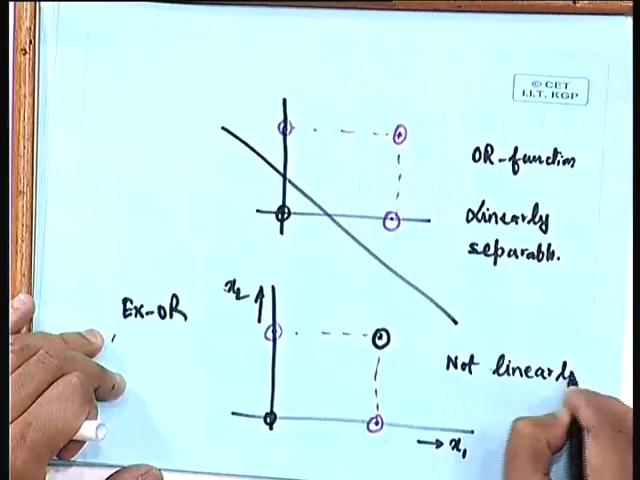 © CET
I.I.T. KGP
OR-function
Linearly
separable.
Ex-OR
x₂
Not linearly
x₁